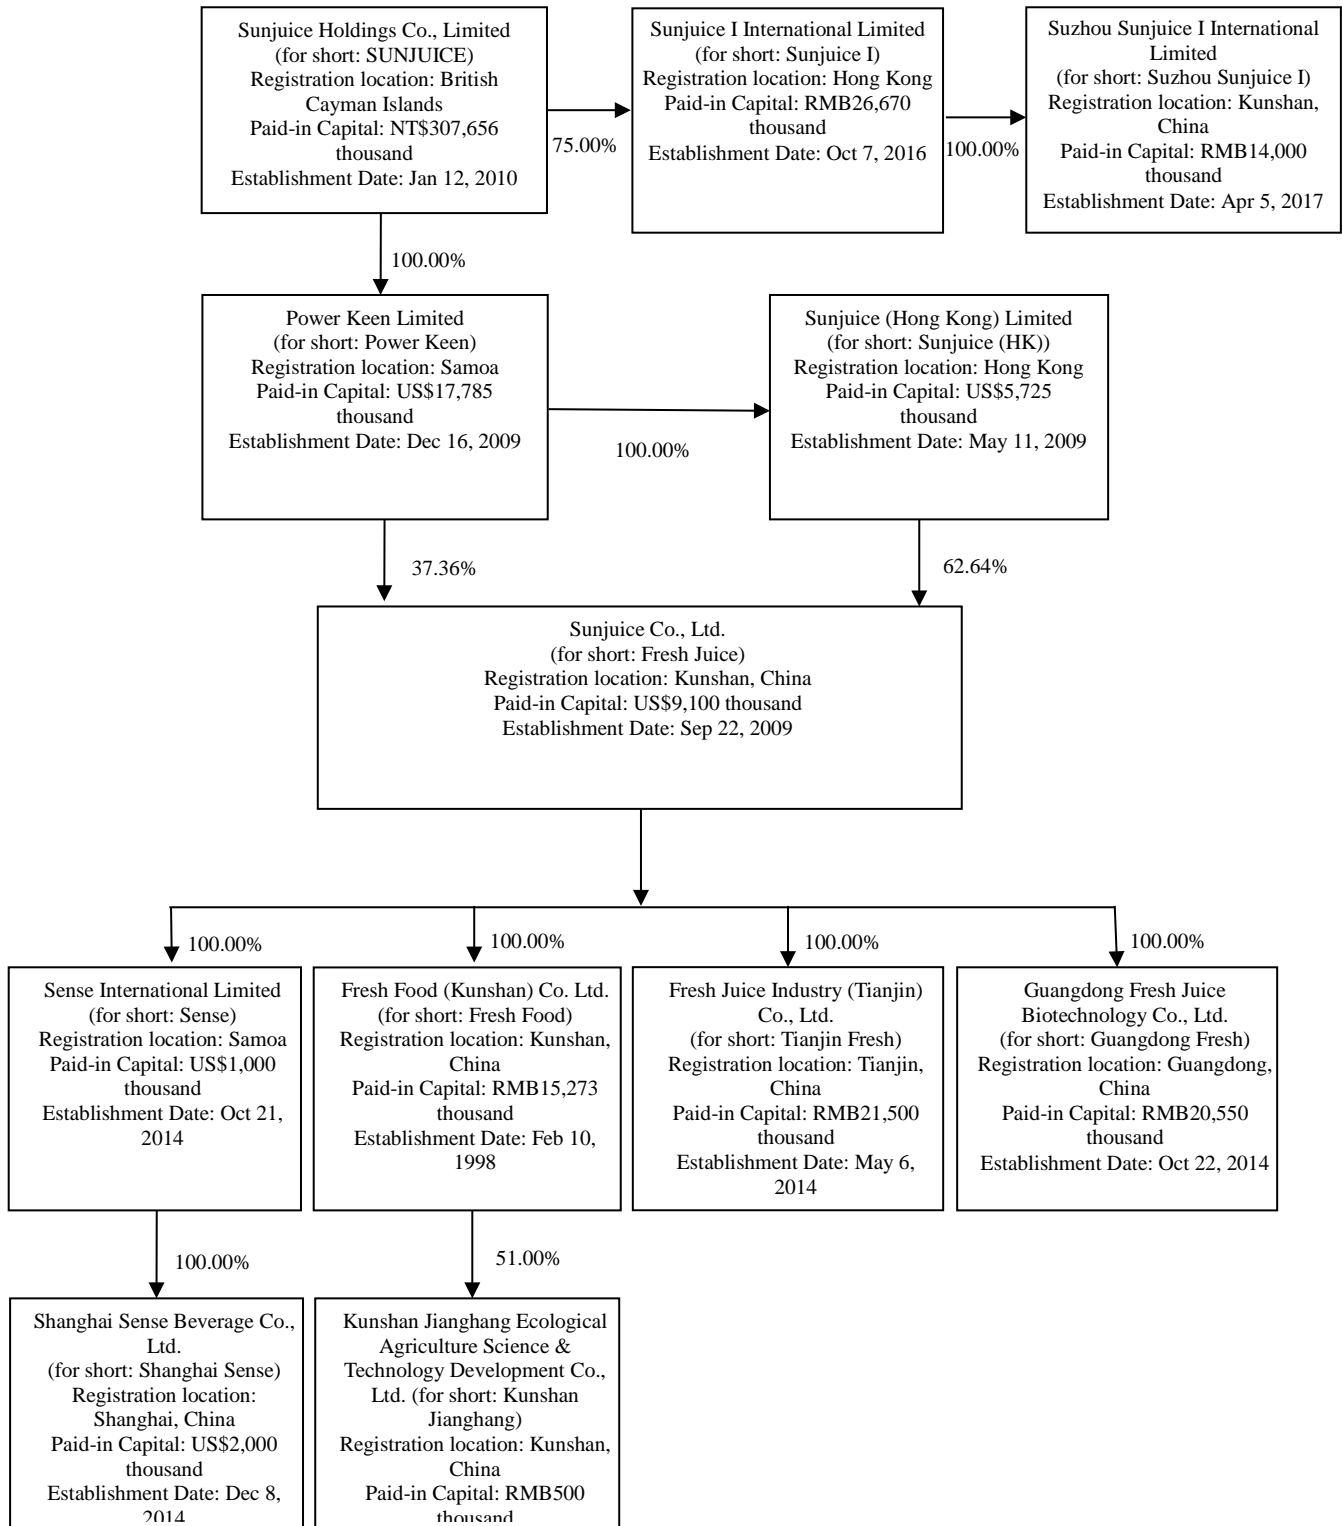 Sunjuice Holdings Co., Limited
(for short: SUNJUICE)
Registration location: British
Cayman Islands
Paid-in Capital: NT$307,656
thousand
Establishment Date: Jan 12, 2010
75.00%
Sunjuice I International Limited
(for short: Sunjuice I)
Registration location: Hong Kong
Paid-in Capital: RMB26,670
thousand
Establishment Date: Oct 7, 2016
100.00%
Suzhou Sunjuice I International
Limited
(for short: Suzhou Sunjuice I)
Registration location: Kunshan,
China
Paid-in Capital: RMB14,000
thousand
Establishment Date: Apr 5, 2017
100.00%
Power Keen Limited
(for short: Power Keen)
Registration location: Samoa
Paid-in Capital: US$17,785
thousand
Establishment Date: Dec 16, 2009
100.00%
Sunjuice (Hong Kong) Limited
(for short: Sunjuice (HK))
Registration location: Hong Kong
Paid-in Capital: US$5,725
thousand
Establishment Date: May 11, 2009
37.36%
62.64%
Sunjuice Co., Ltd.
(for short: Fresh Juice)
Registration location: Kunshan, China
Paid-in Capital: US$9,100 thousand
Establishment Date: Sep 22, 2009
100.00%
100.00%
100.00%
100.00%
Sense International Limited
(for short: Sense)
Registration location: Samoa
Paid-in Capital: US$1,000
thousand
Establishment Date: Oct 21,
2014
Fresh Food (Kunshan) Co. Ltd.
(for short: Fresh Food)
Registration location: Kunshan,
China
Paid-in Capital: RMB15,273
thousand
Establishment Date: Feb 10,
1998
Fresh Juice Industry (Tianjin)
Co., Ltd.
(for short: Tianjin Fresh)
Registration location: Tianjin,
China
Paid-in Capital: RMB21,500
thousand
Establishment Date: May 6,
2014
Guangdong Fresh Juice
Biotechnology Co., Ltd.
(for short: Guangdong Fresh)
Registration location: Guangdong,
China
Paid-in Capital: RMB20,550
thousand
Establishment Date: Oct 22, 2014
100.00%
51.00%
Shanghai Sense Beverage Co.,
Ltd.
(for short: Shanghai Sense)
Registration location:
Shanghai, China
Paid-in Capital: US$2,000
thousand
Establishment Date: Dec 8,
2014
Kunshan Jianghang Ecological
Agriculture Science &
Technology Development Co.,
Ltd. (for short: Kunshan
Jianghang)
Registration location: Kunshan,
China
Paid-in Capital: RMB500
thousand